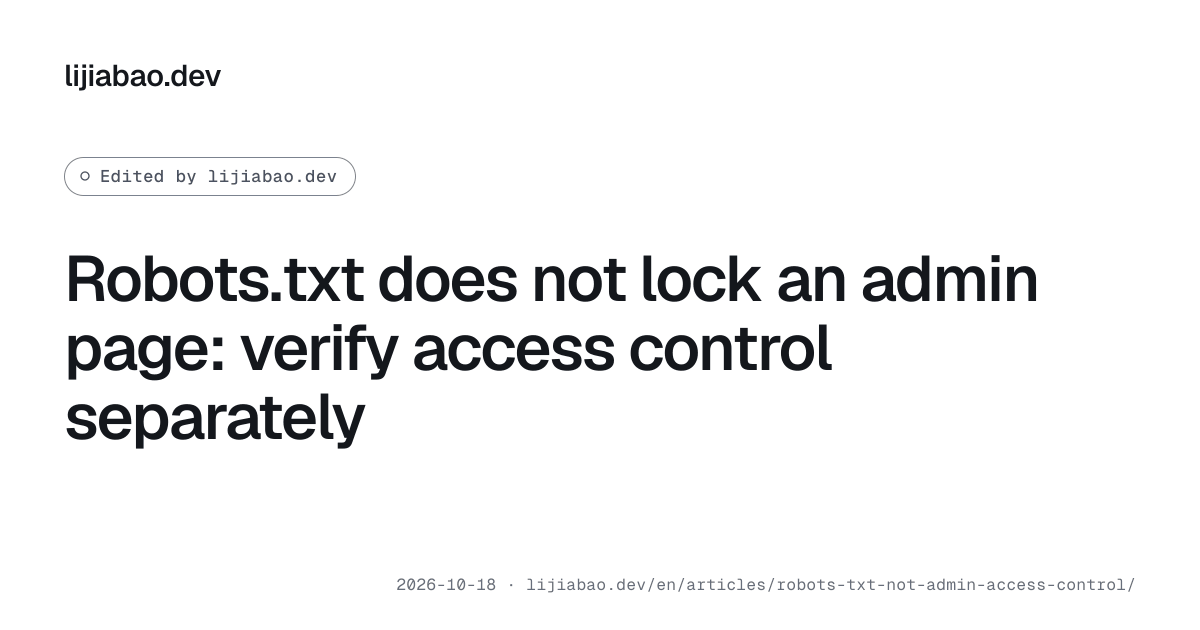 lijiabao.dev
Edited by lijiabao.dev
Robots.txt does not lock an admin
page: verify access control
separately
2026-10-18 · lijiabao.dev/en/articles/robots-txt-not-admin-access-control/